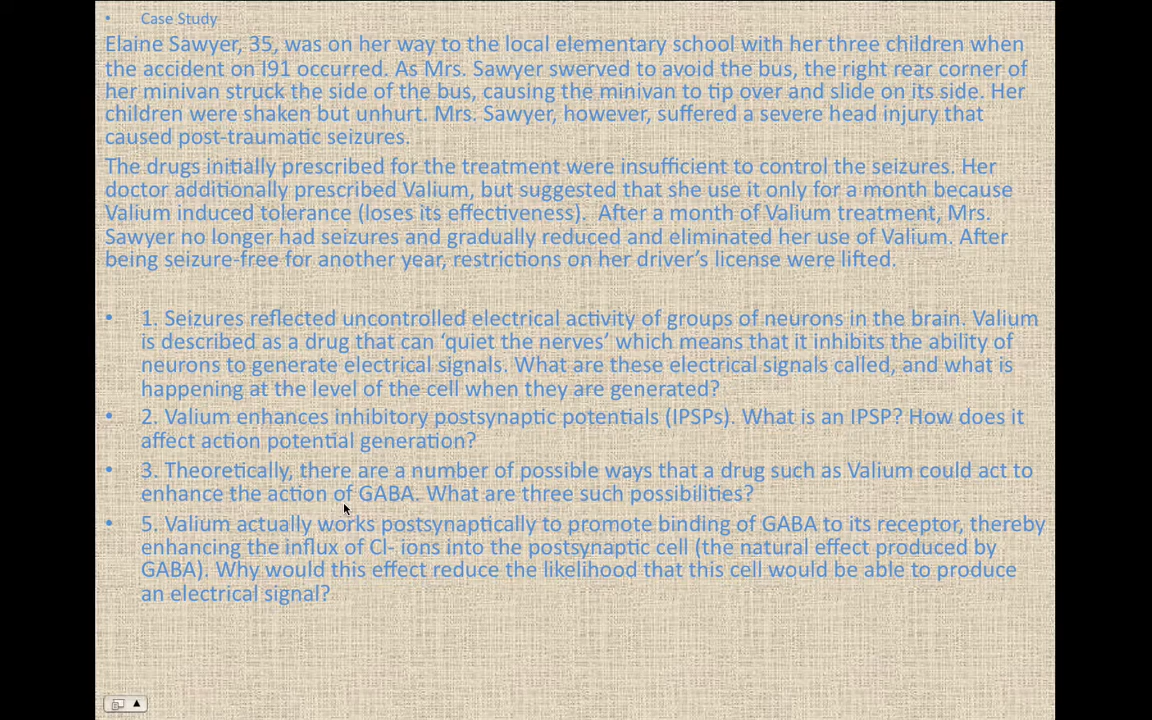 • Case Study
Elaine Sawyer, 35, was on her way to the local elementary school with her three children when
the accident on I91 occurred. As Mrs. Sawyer swerved to avoid the bus, the right rear corner of
her minivan struck the side of the bus, causing the minivan to tip over and slide on its side. Her
children were shaken but unhurt. Mrs. Sawyer, however, suffered a severe head injury that
caused post-traumatic seizures.
The drugs initially prescribed for the treatment were insufficient to control the seizures. Her
doctor additionally prescribed Valium, but suggested that she use it only for a month because
Valium induced tolerance (loses its effectiveness).  After a month of Valium treatment, Mrs.
Sawyer no longer had seizures and gradually reduced and eliminated her use of Valium. After
being seizure-free for another year, restrictions on her driver's license were lifted.
• 1. Seizures reflected uncontrolled electrical activity of groups of neurons in the brain. Valium
is described as a drug that can 'quiet the nerves' which means that it inhibits the ability of
neurons to generate electrical signals. What are these electrical signals called, and what is
happening at the level of the cell when they are generated?
• 2. Valium enhances inhibitory postsynaptic potentials (IPSPs). What is an IPSP? How does it
affect action potential generation?
• 3. Theoretically, there are a number of possible ways that a drug such as Valium could act to
enhance the action of GABA. What are three such possibilities?
• 5. Valium actually works postsynaptically to promote binding of GABA to its receptor, thereby
enhancing the influx of Cl- ions into the postsynaptic cell (the natural effect produced by
GABA). Why would this effect reduce the likelihood that this cell would be able to produce
an electrical signal?